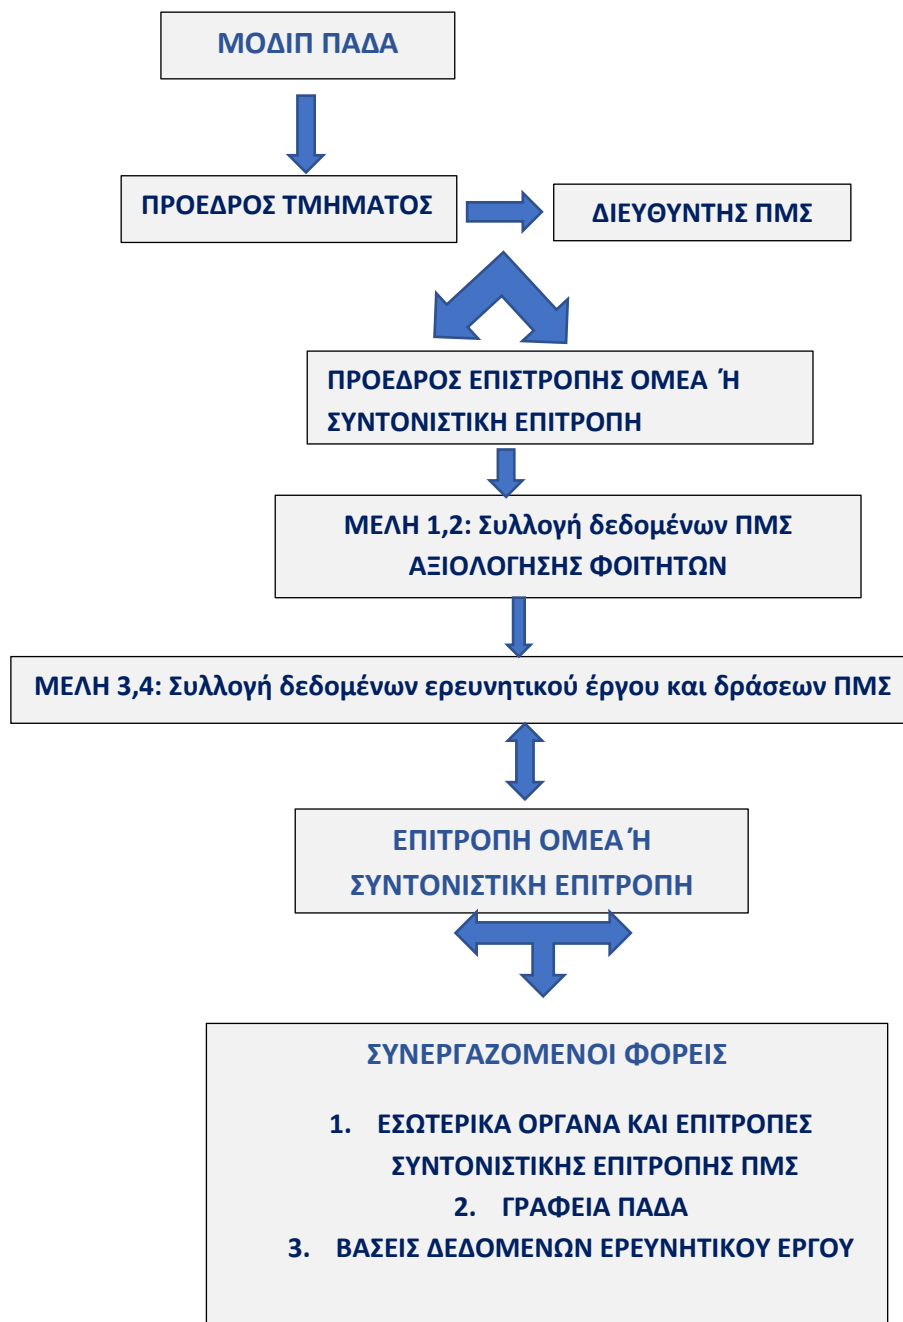 ΜΟΔΙΠ ΠΑΔΑ
ΠΡΟΕΔΡΟΣ ΤΜΗΜΑΤΟΣ
ΔΙΕΥΘΥΝΤΗΣ ΠΜΣ
ΠΡΟΕΔΡΟΣ ΕΠΙΣΤΡΟΠΗΣ ΟΜΕΑ Ή
ΣΥΝΤΟΝΙΣΤΙΚΗ ΕΠΙΤΡΟΠΗ
ΜΕΛΗ 1,2: Συλλογή δεδομένων ΠΜΣ
ΑΞΙΟΛΟΓΗΣΗΣ ΦΟΙΤΗΤΩΝ
ΜΕΛΗ 3,4: Συλλογή δεδομένων ερευνητικού έργου και δράσεων ΠΜΣ
ΕΠΙΤΡΟΠΗ ΟΜΕΑ Ή
ΣΥΝΤΟΝΙΣΤΙΚΗ ΕΠΙΤΡΟΠΗ
ΣΥΝΕΡΓΑΖΟΜΕΝΟΙ ΦΟΡΕΙΣ
1. ΕΣΩΤΕΡΙΚΑ ΟΡΓΑΝΑ ΚΑΙ ΕΠΙΤΡΟΠΕΣ
ΣΥΝΤΟΝΙΣΤΙΚΗΣ ΕΠΙΤΡΟΠΗΣ ΠΜΣ
2. ΓΡΑΦΕΙΑ ΠΑΔΑ
3. ΒΑΣΕΙΣ ΔΕΔΟΜΕΝΩΝ ΕΡΕΥΝΗΤΙΚΟΥ ΕΡΓΟΥ